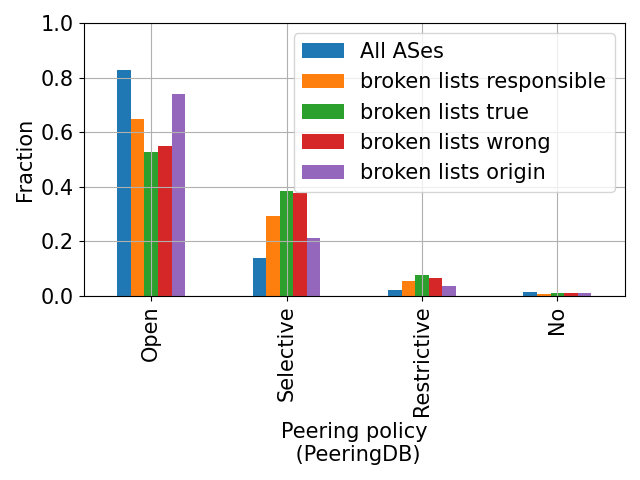 1.0
0.8
0.6
0.4
0.2
0.0
Fraction
All ASes
broken lists responsible
broken lists true
broken lists wrong
broken lists origin
Open
Selective
Restrictive
No
Peering policy
(PeeringDB)